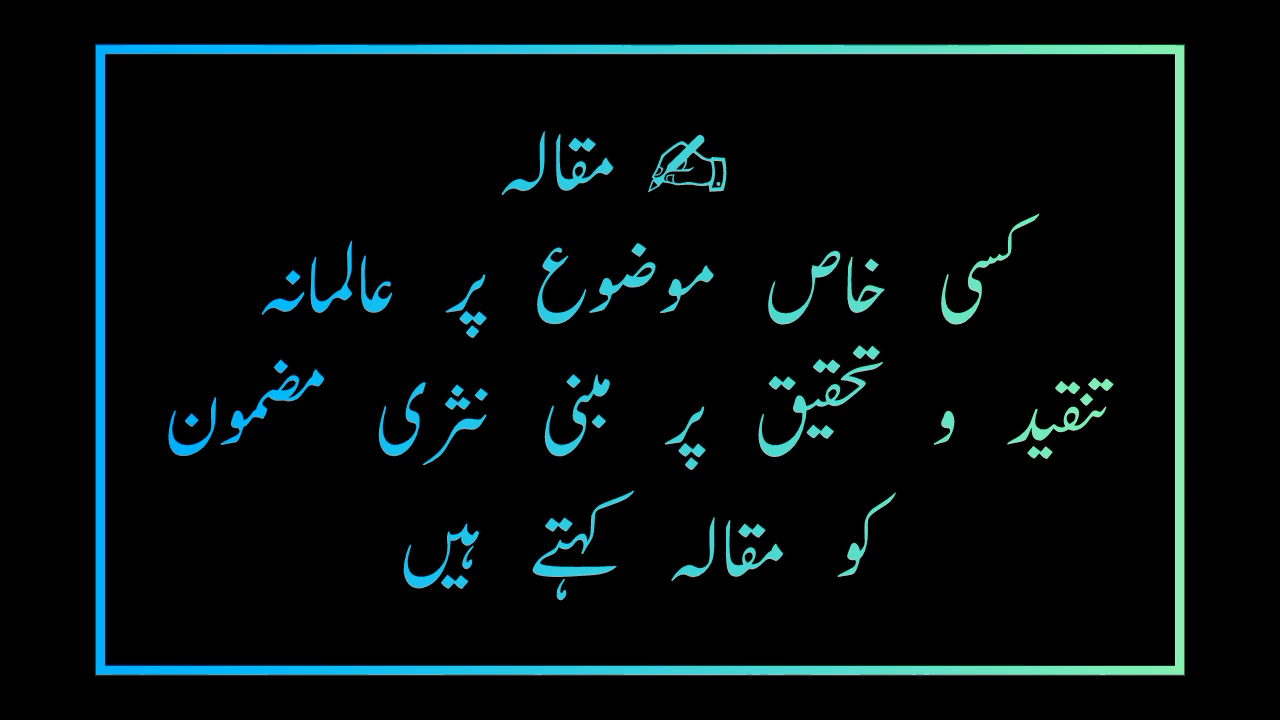 ✍ مقالہ
کسی خاص موضوع پر عالمانہ
تنقید و تحقیق پر مبنی نثری مضمون
کو مقالہ کہتے ہیں